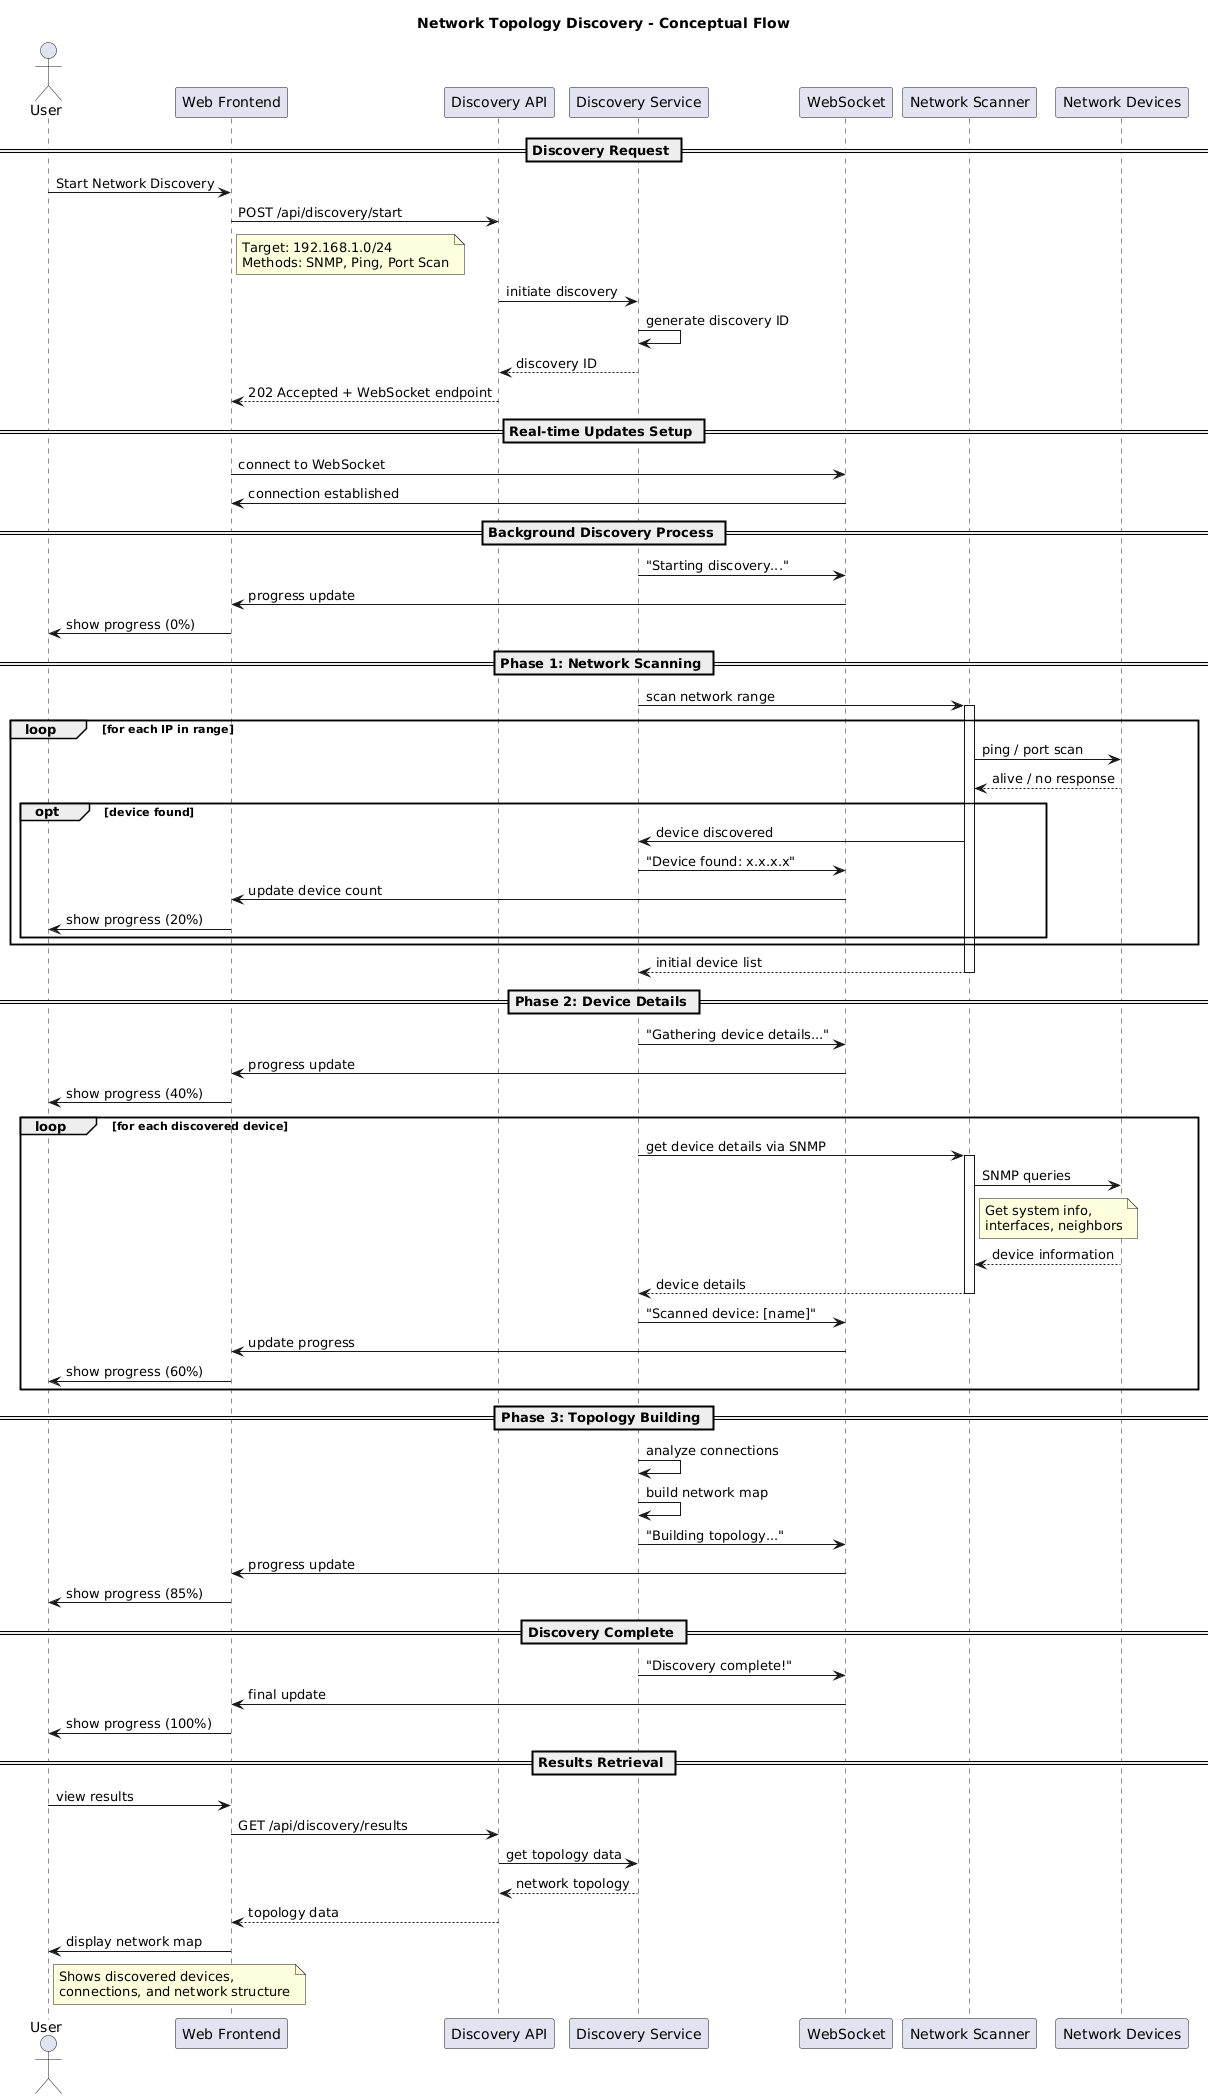 Network Topology Discovery - Conceptual Flow
User
Web Frontend
Discovery API
Discovery Service
WebSocket
Network Scanner
Network Devices
Discovery Request
Start Network Discovery
POST /api/discovery/start
Target: 192.168.1.0/24
Methods: SNMP, Ping, Port Scan
initiate discovery
generate discovery ID
discovery ID
202 Accepted + WebSocket endpoint
Real-time Updates Setup
connect to WebSocket
connection established
Background Discovery Process
"Starting discovery..."
progress update
show progress (0%)
Phase 1: Network Scanning
scan network range
loop [for each IP in range]
ping / port scan
alive / no response
opt [device found]
device discovered
"Device found: x.x.x.x"
update device count
show progress (20%)
initial device list
Phase 2: Device Details
"Gathering device details..."
progress update
show progress (40%)
loop [for each discovered device]
get device details via SNMP
SNMP queries
Get system info,
interfaces, neighbors
device information
device details
"Scanned device: [name]"
update progress
show progress (60%)
Phase 3: Topology Building
analyze connections
build network map
"Building topology..."
progress update
show progress (85%)
Discovery Complete
"Discovery complete!"
final update
show progress (100%)
Results Retrieval
view results
GET /api/discovery/results
get topology data
network topology
topology data
display network map
Shows discovered devices,
connections, and network structure
User
Web Frontend
Discovery API
Discovery Service
WebSocket
Network Scanner
Network Devices